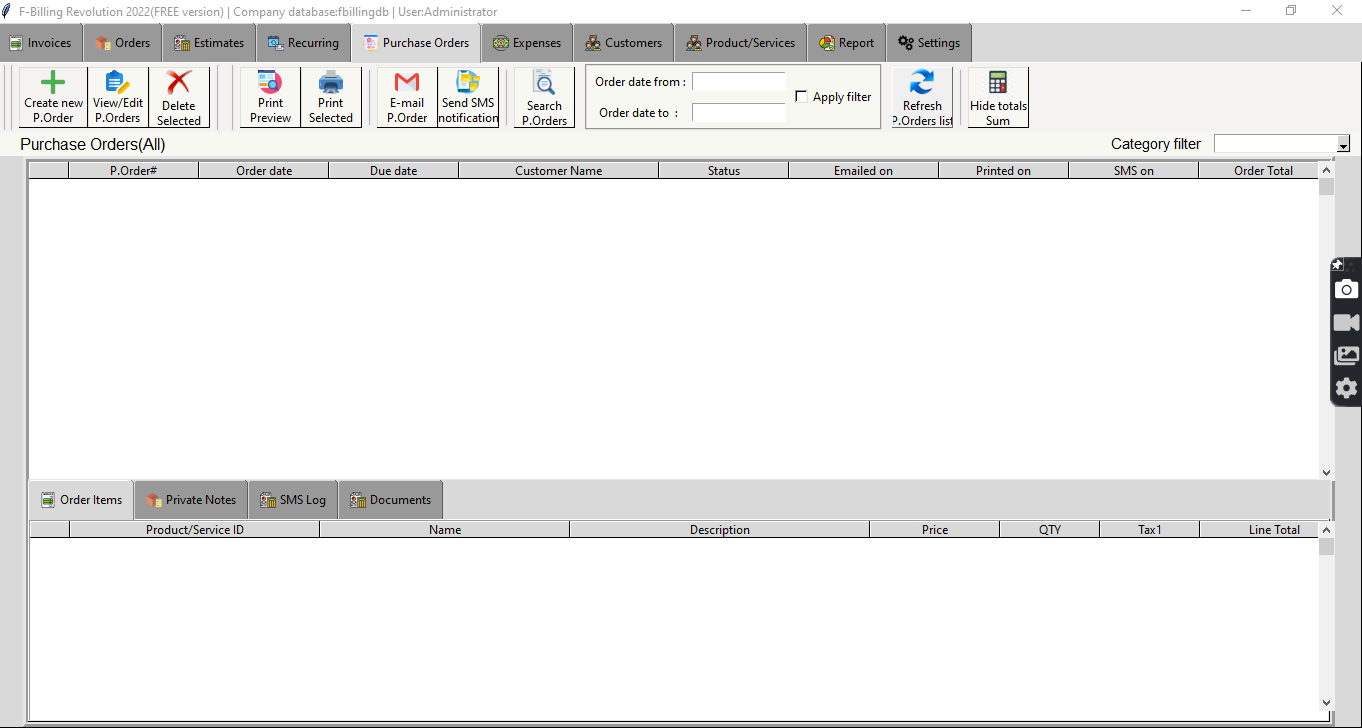 F-Billing Revolution 2022(FREE version) | Company database:fbillingdb | User:Administrator
Invoices Orders Estimates Recurring Purchase Orders Expenses Customers Product/Services Report Settings
Create new P.Order
View/Edit P.Orders
Delete Selected
Print Preview
Print Selected
E-mail P.Order
Send SMS notification
Search P.Orders
Order date from :
Order date to :
Apply filter
Refresh P.Orders list
Hide totals Sum
Purchase Orders(All)
Category filter
P.Order# Order date Due date Customer Name Status Emailed on Printed on SMS on Order Total
Order Items Private Notes SMS Log Documents
Product/Service ID Name Description Price QTY Tax1 Line Total